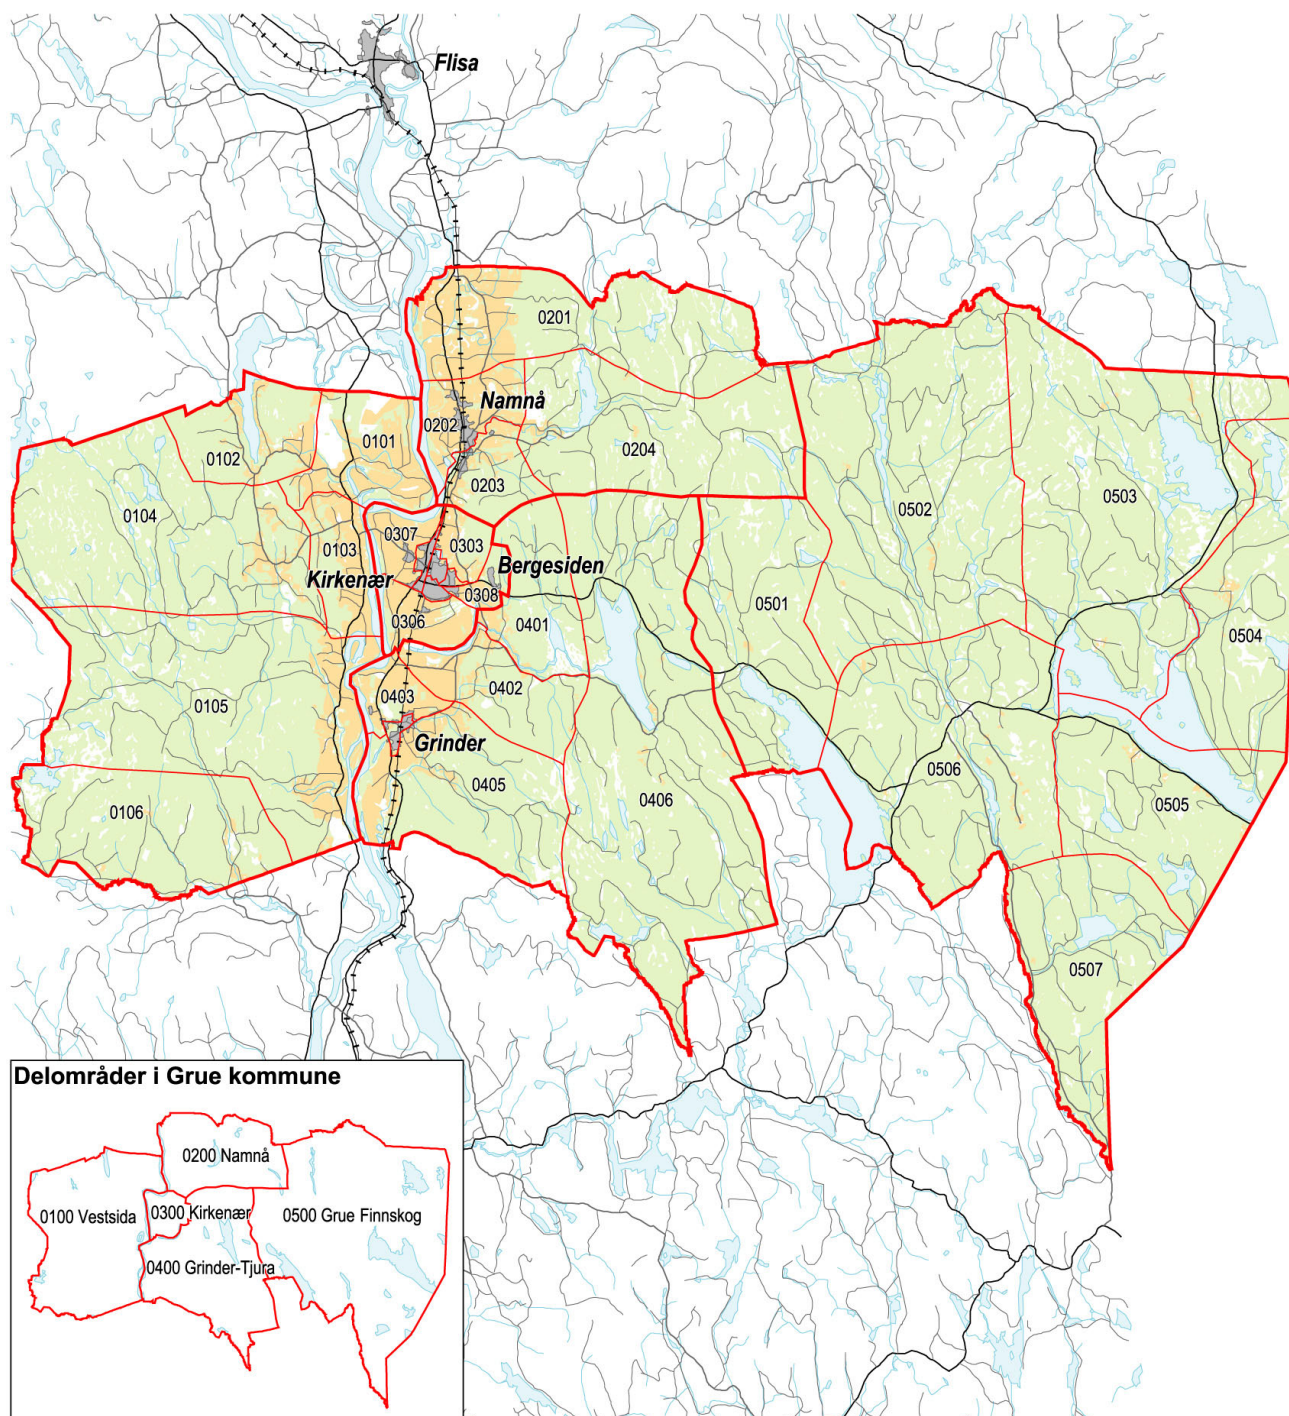 Flisa
0201
Namnå
0202
0101
0102
0204
0203
0104
0502
0503
0307
0303
0103
Bergesiden
Kirkenær
0308
0501
0306
0401
0504
0402
0403
0105
Grinder
0405
0406
0506
0505
0106
0507
Delområder i Grue kommune
0200 Namnå
0100 Vestsida
0300 Kirkenær
0500 Grue Finnskog
0400 Grinder-Tjura